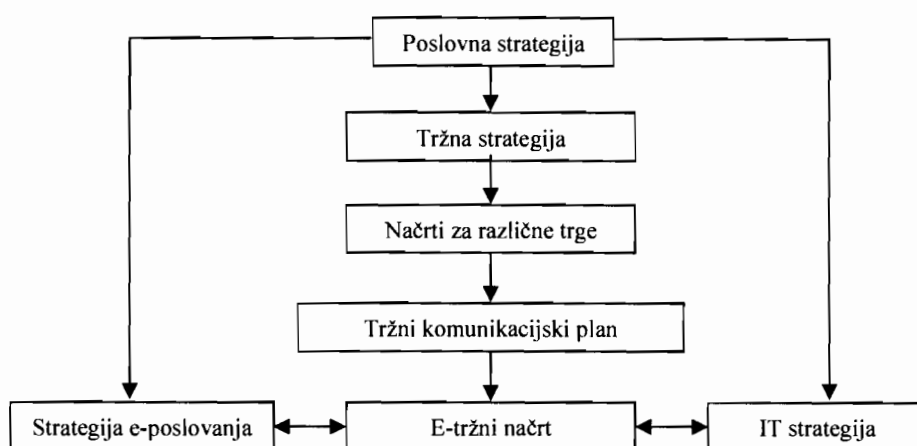 Poslovna strategija
Tržna strategija
Načrti za različne trge
Tržni komunikacijski plan
Strategija e-poslovanja
E-tržni načrt
IT strategija